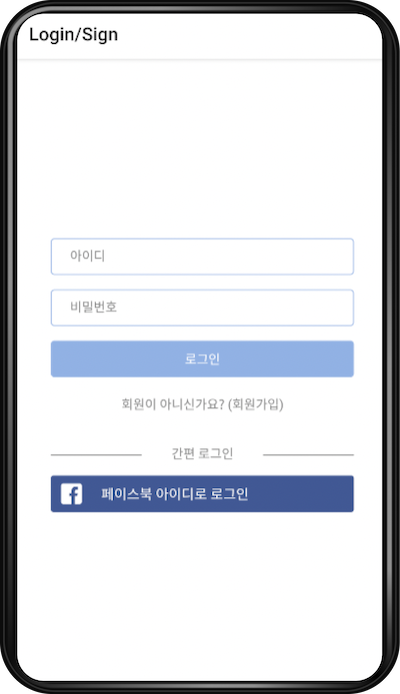 Login/Sign
아이디
비밀번호
로그인
회원이 아니신가요? (회원가입)
간편 로그인
페이스북 아이디로 로그인